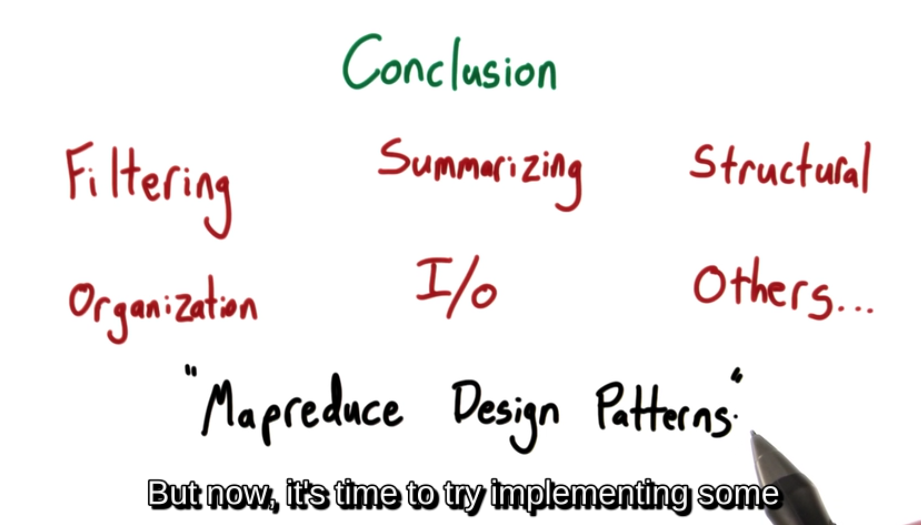 Conclusion
Filtering Summarizing Structural
Organization I/O Others...
"Mapreduce Design Patterns."
But now, it's time to try implementing some